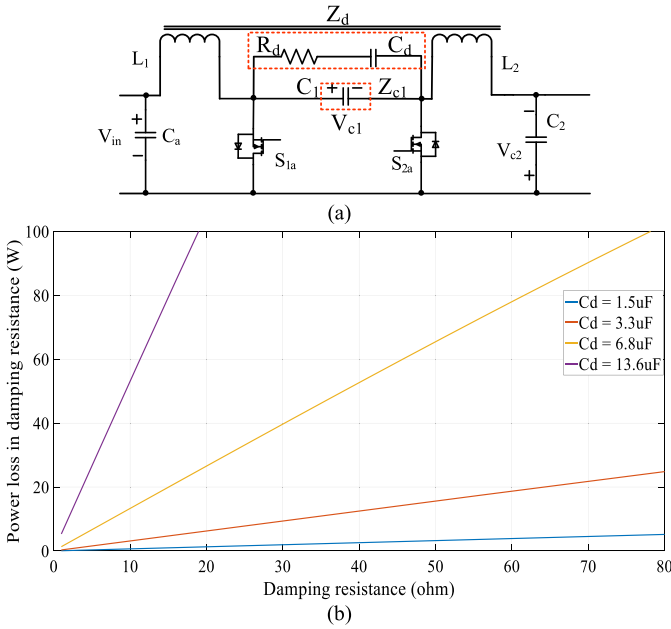 Z_d
R_d C_d
L_1 L_2
C_1 + − Z_c1
V_c1
+ C_2 −
V_in C_a S_1a S_2a V_c2
− +
(a)
Power loss in damping resistance (W)
100
80
60
40
20
0
Cd = 1.5uF
Cd = 3.3uF
Cd = 6.8uF
Cd = 13.6uF
0 10 20 30 40 50 60 70 80
Damping resistance (ohm)
(b)